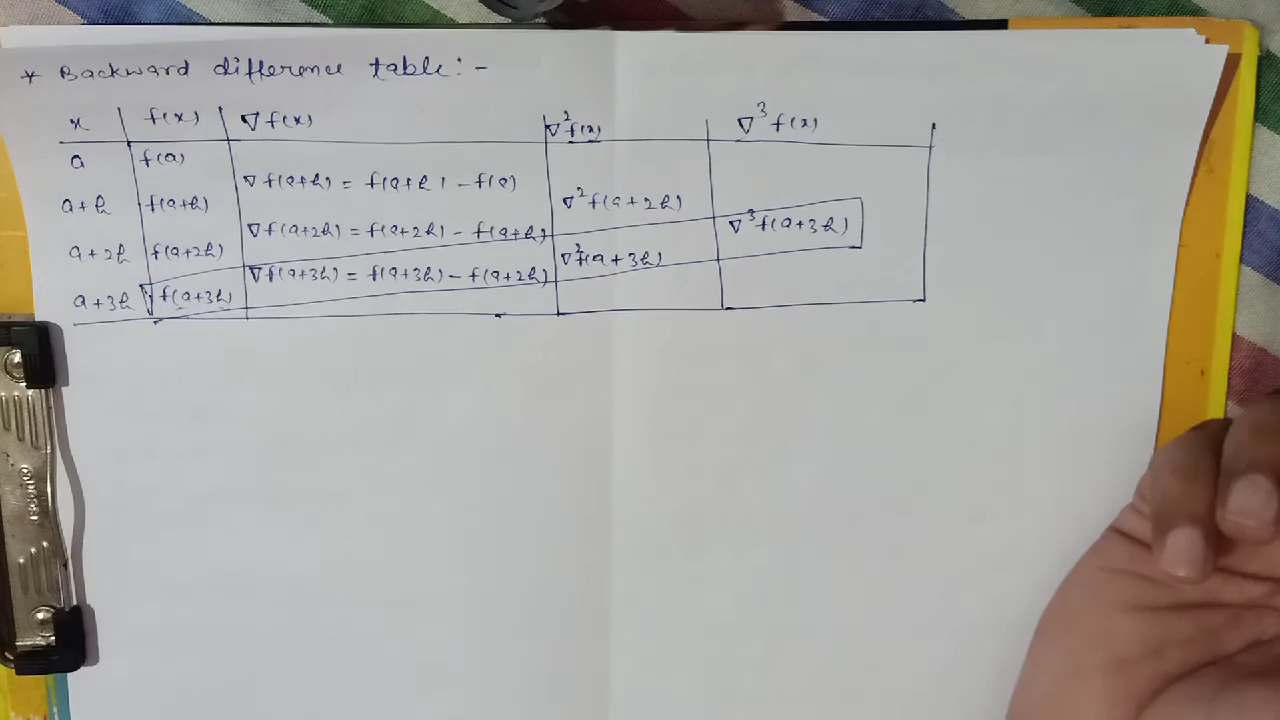 * Backward difference table:-
x f(x) ∇f(x) ∇²f(x) ∇³f(x)
a f(a)
∇f(a+h) = f(a+h) - f(a)
a+h f(a+h) ∇²f(a+2h)
∇f(a+2h) = f(a+2h) - f(a+h) ∇³f(a+3h)
a+2h f(a+2h) ∇²f(a+3h)
∇f(a+3h) = f(a+3h) - f(a+2h)
a+3h f(a+3h)